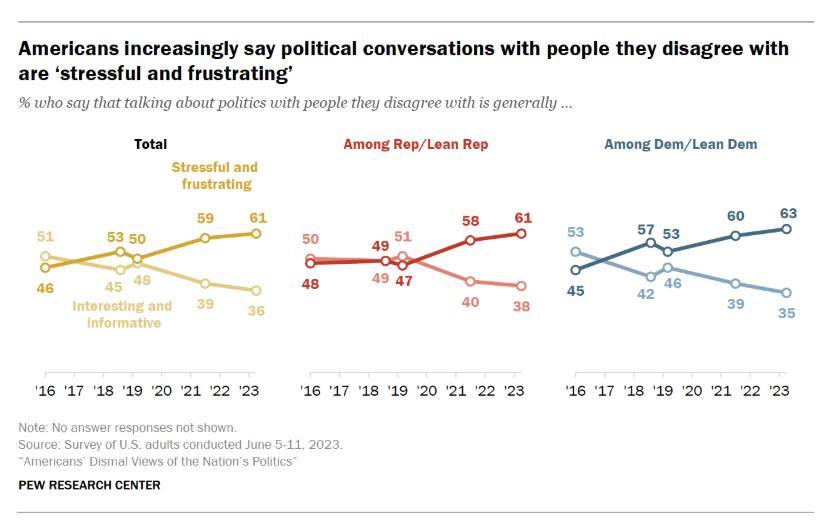 Americans increasingly say political conversations with people they disagree with
are ‘stressful and frustrating’
% who say that talking about politics with people they disagree with is generally …
Total
Stressful and
frustrating
51
53
50
59
61
46
45
48
39
36
Interesting and
informative
'16 '17 '18 '19 '20 '21 '22 '23
Among Rep/Lean Rep
50
49
51
58
61
48
49
47
40
38
'16 '17 '18 '19 '20 '21 '22 '23
Among Dem/Lean Dem
53
57
53
60
63
45
42
46
39
35
'16 '17 '18 '19 '20 '21 '22 '23
Note: No answer responses not shown.
Source: Survey of U.S. adults conducted June 5-11, 2023.
“Americans’ Dismal Views of the Nation’s Politics”
PEW RESEARCH CENTER